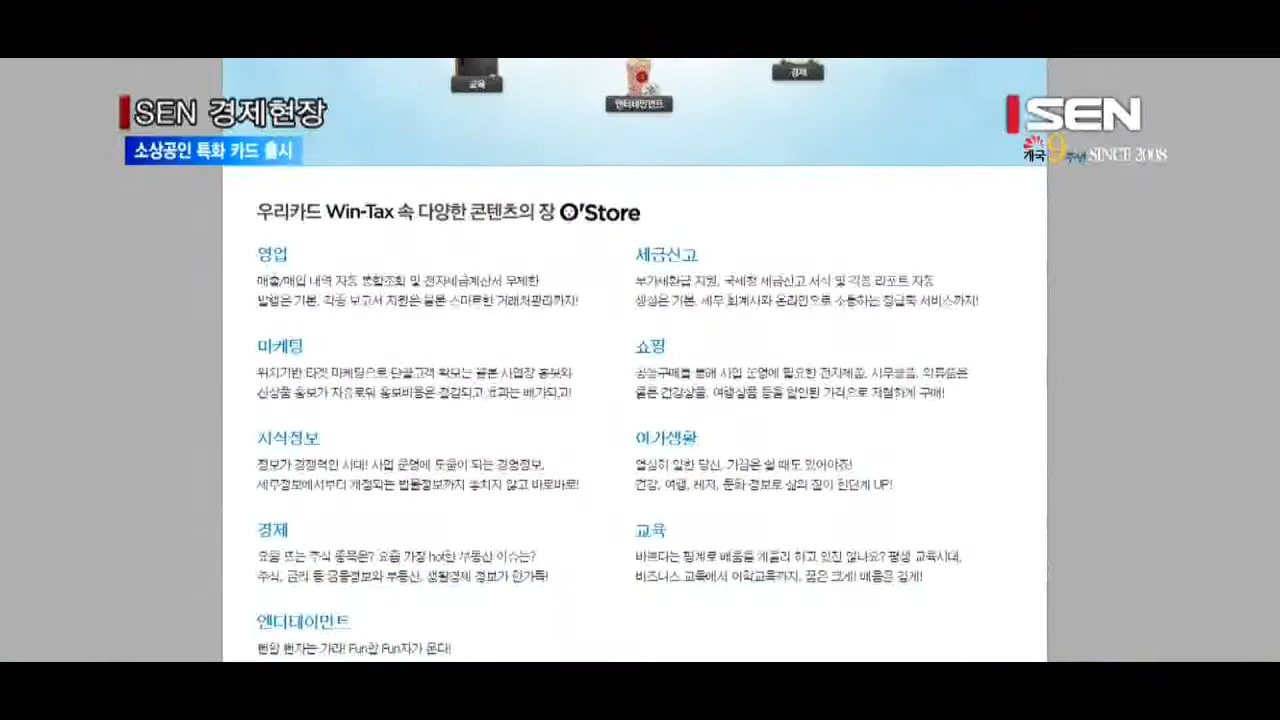 교육
엔터테인먼트
경제
SEN 경제현장
소상공인 특화 카드 출시
SEN
개국 9주년 SINCE 2008
우리카드 Win-Tax 속 다양한 콘텐츠의 장 O'Store
영업
매출/매입 내역 자동 통합조회 및 전자세금계산서 무제한
발행은 기본, 각종 보고서 지원은 물론 스마트한 거래처관리까지!
세금신고
부가세환급 지원, 국세청 세금신고 서식 및 각종 리포트 자동
생성은 기본, 세무 회계사와 온라인으로 소통하는 징급독 서비스까지!
마케팅
위치기반 타겟 마케팅으로 단골고객 확보는 물론 사업장 홍보와
신상품 홍보가 자유로워 홍보비용은 절감되고 효과는 배가되고!
쇼핑
공동구매를 통해 사업 운영에 필요한 전자제품, 사무용품, 의류품은
물론 건강상품, 여행상품 등을 할인된 가격으로 저렴하게 구매!
지식정보
정보가 경쟁력인 시대! 사업 운영에 도움이 되는 경영정보,
세무정보에서부터 개정되는 법률정보까지 놓치지 않고 바로바로!
여가생활
열심히 일한 당신, 가끔은 쉴 때도 있어야죠!
건강, 여행, 레저, 문화 정보로 삶의 질이 한단계 UP!
경제
요즘 뜨는 주식 종목은? 요즘 가장 hot한 부동산 이슈는?
주식, 금리 등 금융정보와 부동산, 생활경제 정보가 한가득!
교육
바쁘다는 핑계로 배움을 게을리 하고 있진 않나요? 평생 교육시대,
비즈니스 교육에서 어학교육까지, 꿈은 크게! 배움은 깊게!
엔터테이먼트
뻔할 뻔자는 가라! Fun할 Fun자가 온다!